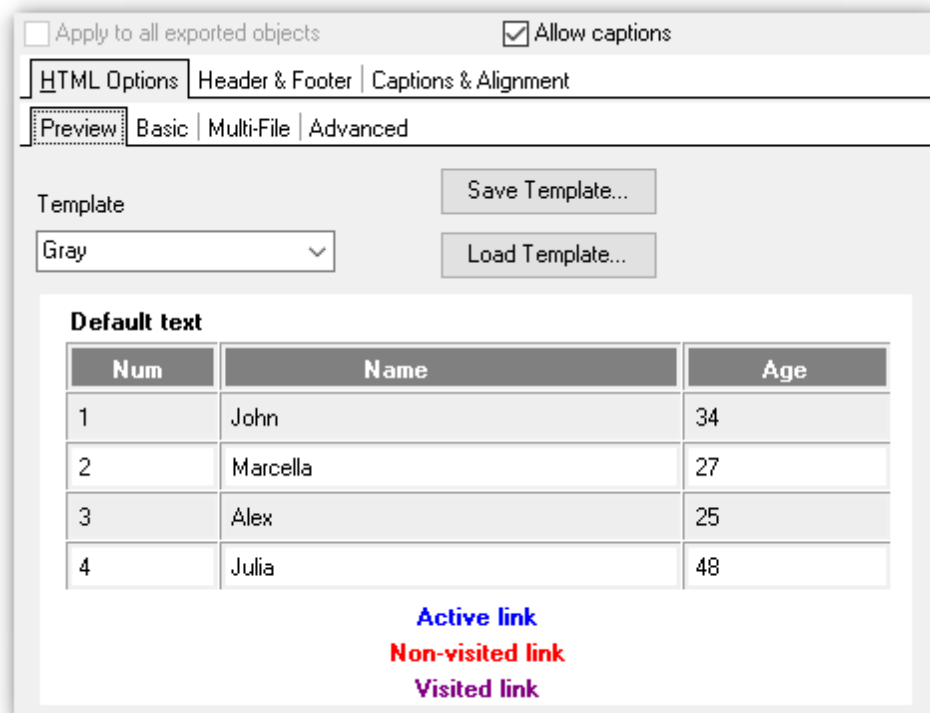 Apply to all exported objects Allow captions
HTML Options Header & Footer Captions & Alignment
Preview Basic Multi-File Advanced
Save Template...
Template
Gray
Load Template...
Default text
Num Name Age
1 John 34
2 Marcella 27
3 Alex 25
4 Julia 48
Active link
Non-visited link
Visited link